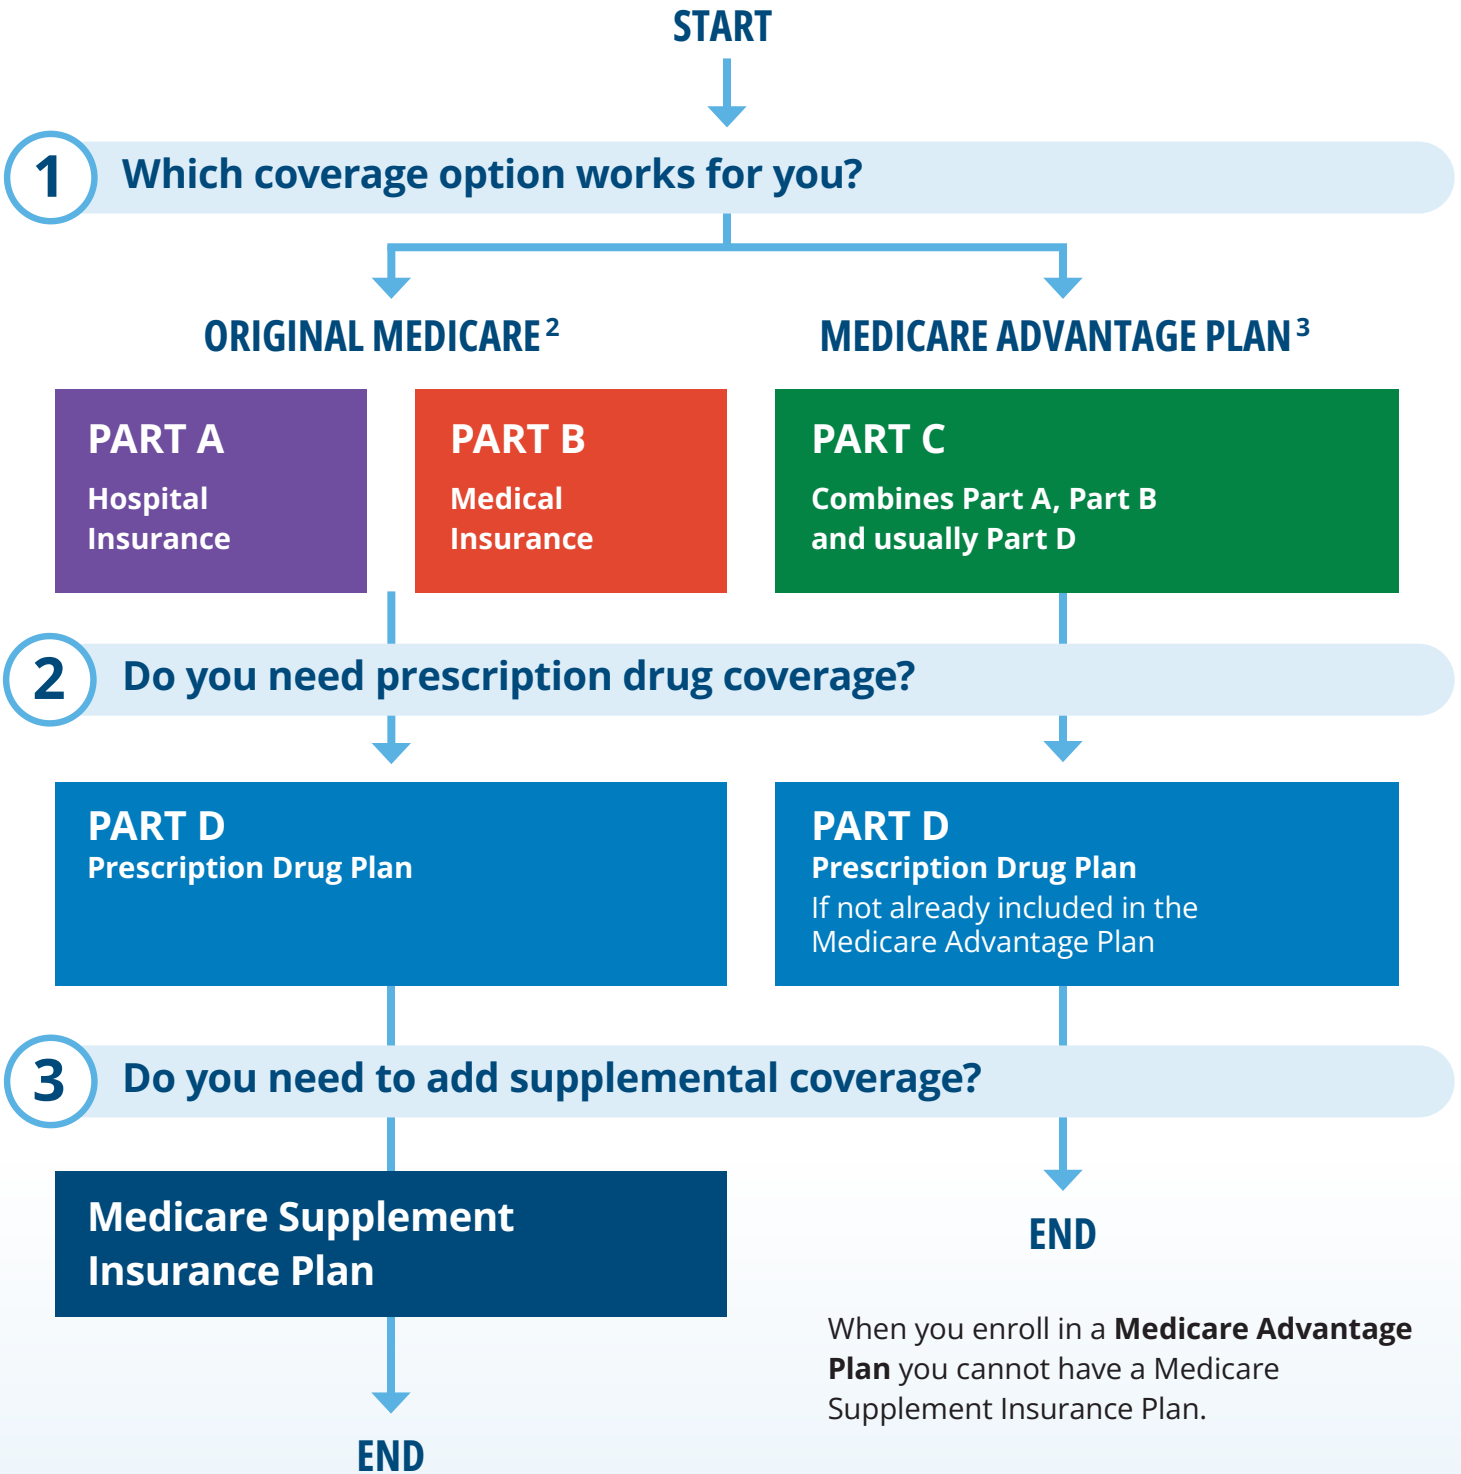 START
1 Which coverage option works for you?
ORIGINAL MEDICARE 2
MEDICARE ADVANTAGE PLAN 3
PART A
Hospital
Insurance
PART B
Medical
Insurance
PART C
Combines Part A, Part B
and usually Part D
2 Do you need prescription drug coverage?
PART D
Prescription Drug Plan
PART D
Prescription Drug Plan
If not already included in the
Medicare Advantage Plan
3 Do you need to add supplemental coverage?
Medicare Supplement
Insurance Plan
END
END
When you enroll in a Medicare Advantage
Plan you cannot have a Medicare
Supplement Insurance Plan.